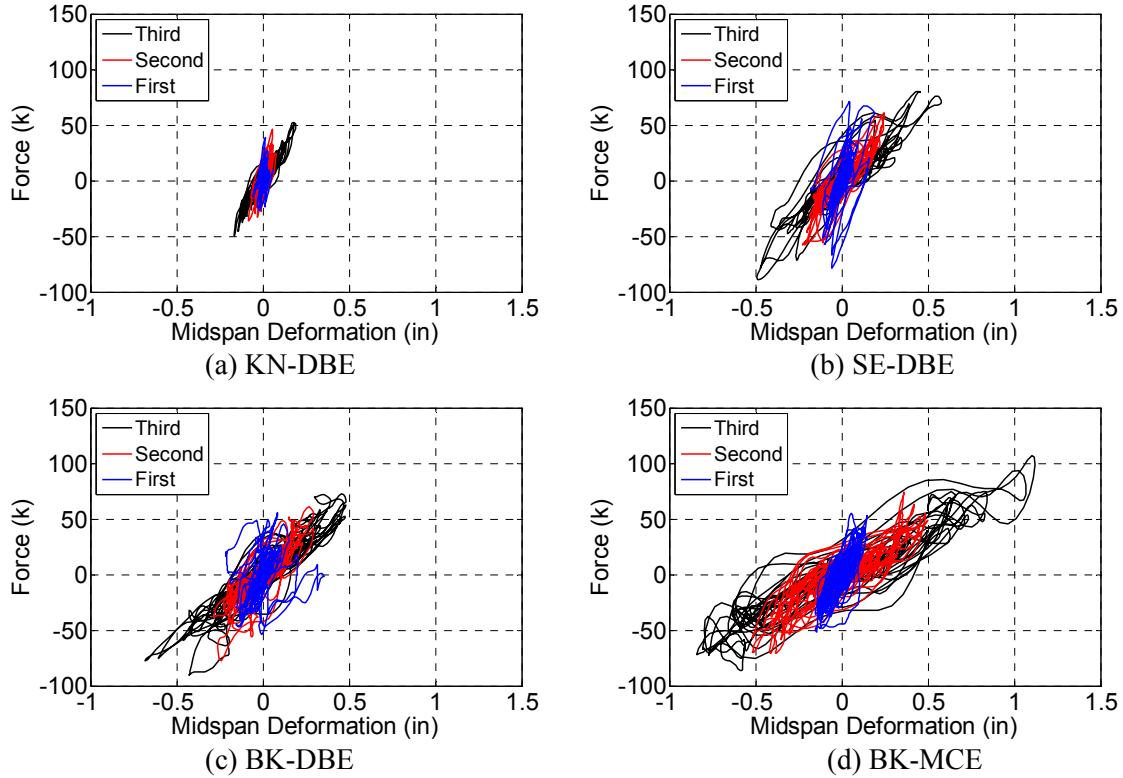 150
100
50
0
-50
-100
Force (k)
Third
Second
First
-1 -0.5 0 0.5 1 1.5
Midspan Deformation (in)
(a) KN-DBE
150
100
50
0
-50
-100
Force (k)
Third
Second
First
-1 -0.5 0 0.5 1 1.5
Midspan Deformation (in)
(b) SE-DBE
150
100
50
0
-50
-100
Force (k)
Third
Second
First
-1 -0.5 0 0.5 1 1.5
Midspan Deformation (in)
(c) BK-DBE
150
100
50
0
-50
-100
Force (k)
Third
Second
First
-1 -0.5 0 0.5 1 1.5
Midspan Deformation (in)
(d) BK-MCE